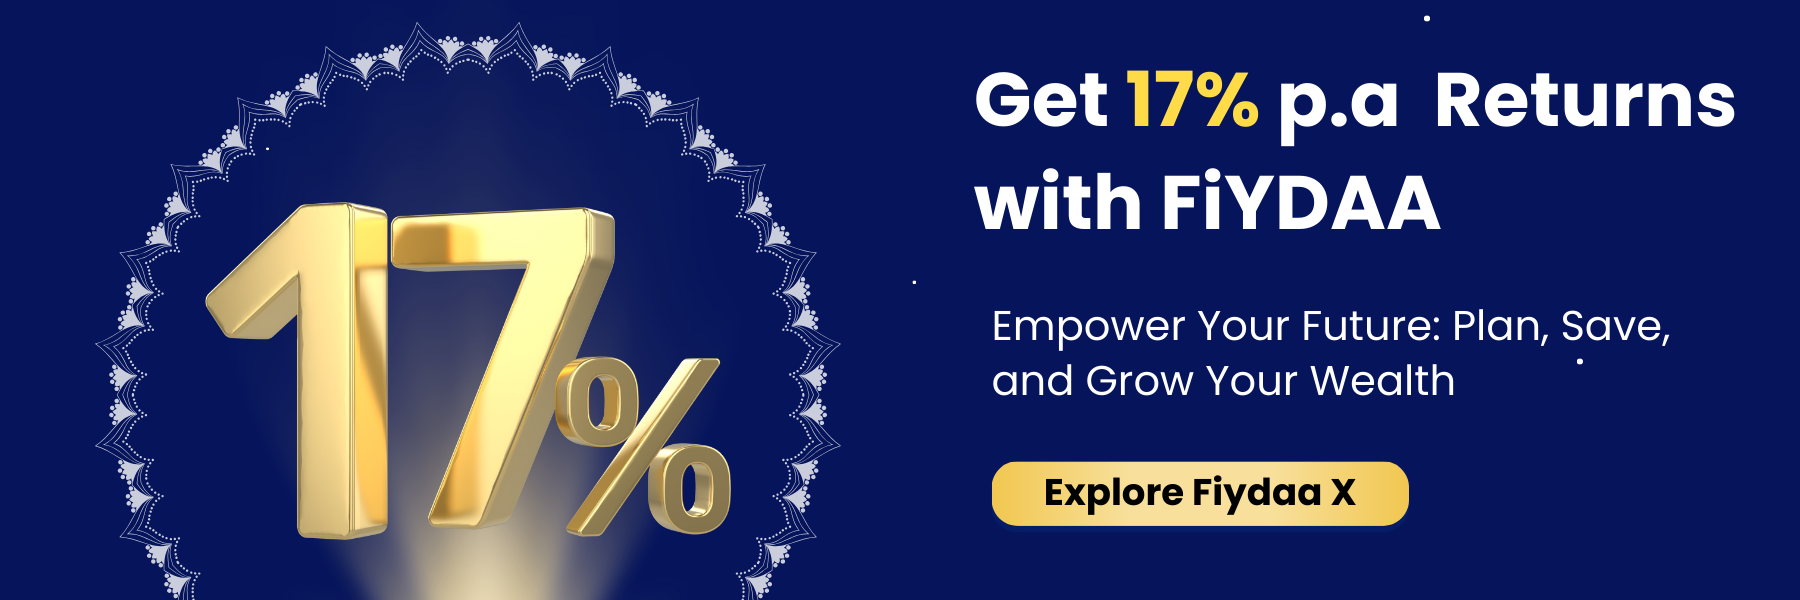 17%
Get 17% p.a Returns
with FiYDAA
Empower Your Future: Plan, Save,
and Grow Your Wealth
Explore Fiydaa X